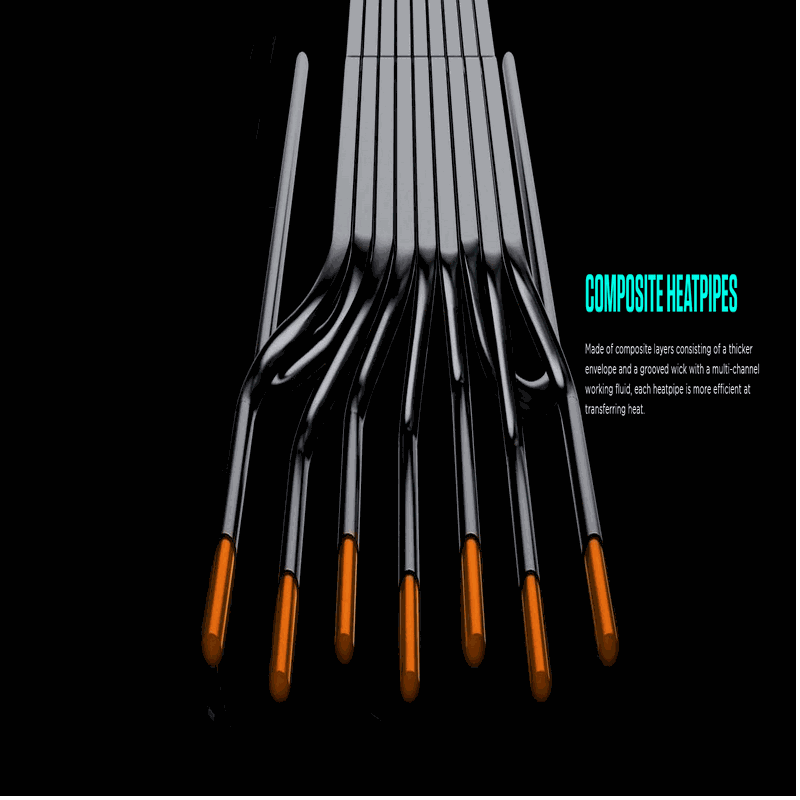 COMPOSITE HEATPIPES
Made of composite layers consisting of a thicker
envelope and a grooved wick with a multi-channel
working fluid, each heatpipe is more efficient at
transferring heat.